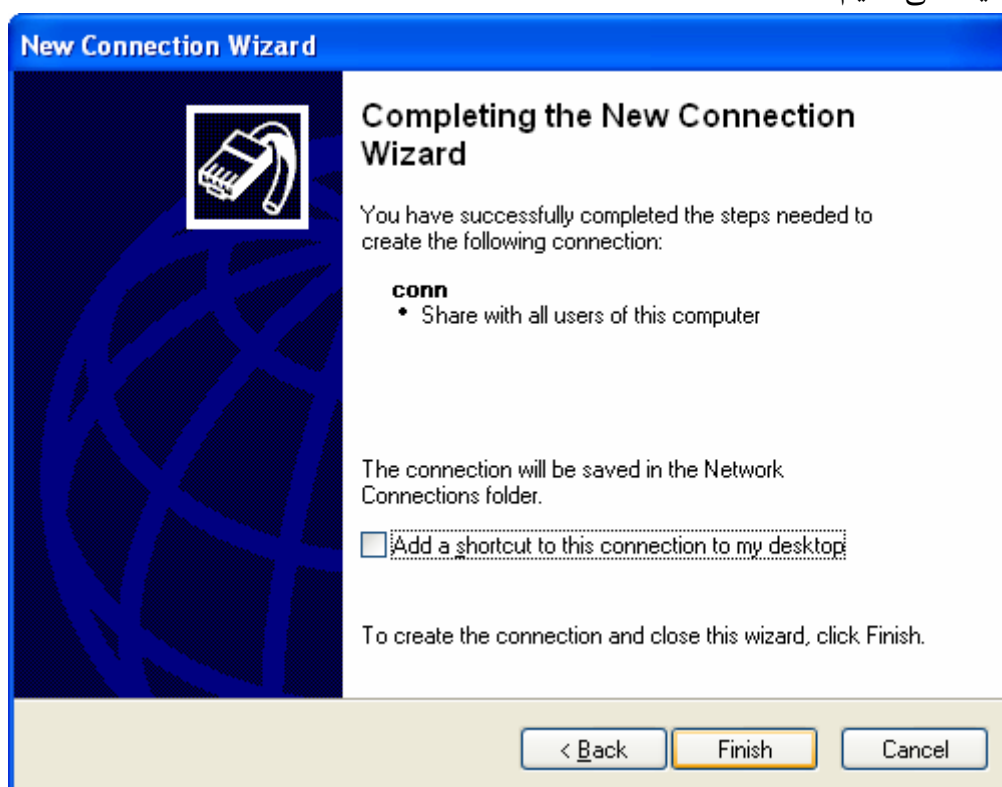 New Connection Wizard
Completing the New Connection
Wizard
You have successfully completed the steps needed to
create the following connection:
conn
• Share with all users of this computer
The connection will be saved in the Network
Connections folder.
Add a shortcut to this connection to my desktop
To create the connection and close this wizard, click Finish.
< Back
Finish
Cancel